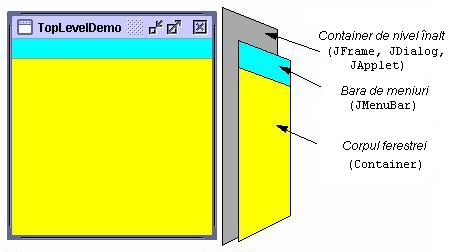 TopLevelDemo
Container de nivel înalt
(JFrame, JDialog,
JApplet)
Bara de meniuri
(JMenuBar)
Corpul ferestrei
(Container)